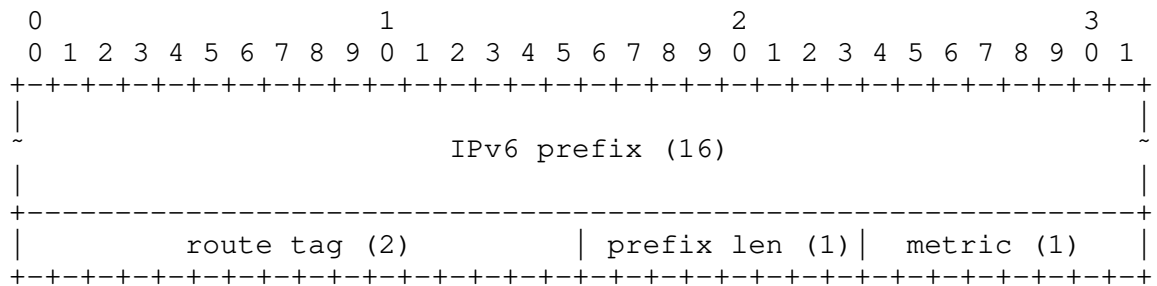 0                   1                   2                   3
 0 1 2 3 4 5 6 7 8 9 0 1 2 3 4 5 6 7 8 9 0 1 2 3 4 5 6 7 8 9 0 1
+-+-+-+-+-+-+-+-+-+-+-+-+-+-+-+-+-+-+-+-+-+-+-+-+-+-+-+-+-+-+-+-+
|                                                               |
~                        IPv6 prefix (16)                       ~
|                                                               |
+---------------------------------------------------------------+
|         route tag (2)         | prefix len (1)|  metric (1)   |
+-+-+-+-+-+-+-+-+-+-+-+-+-+-+-+-+-+-+-+-+-+-+-+-+-+-+-+-+-+-+-+-+